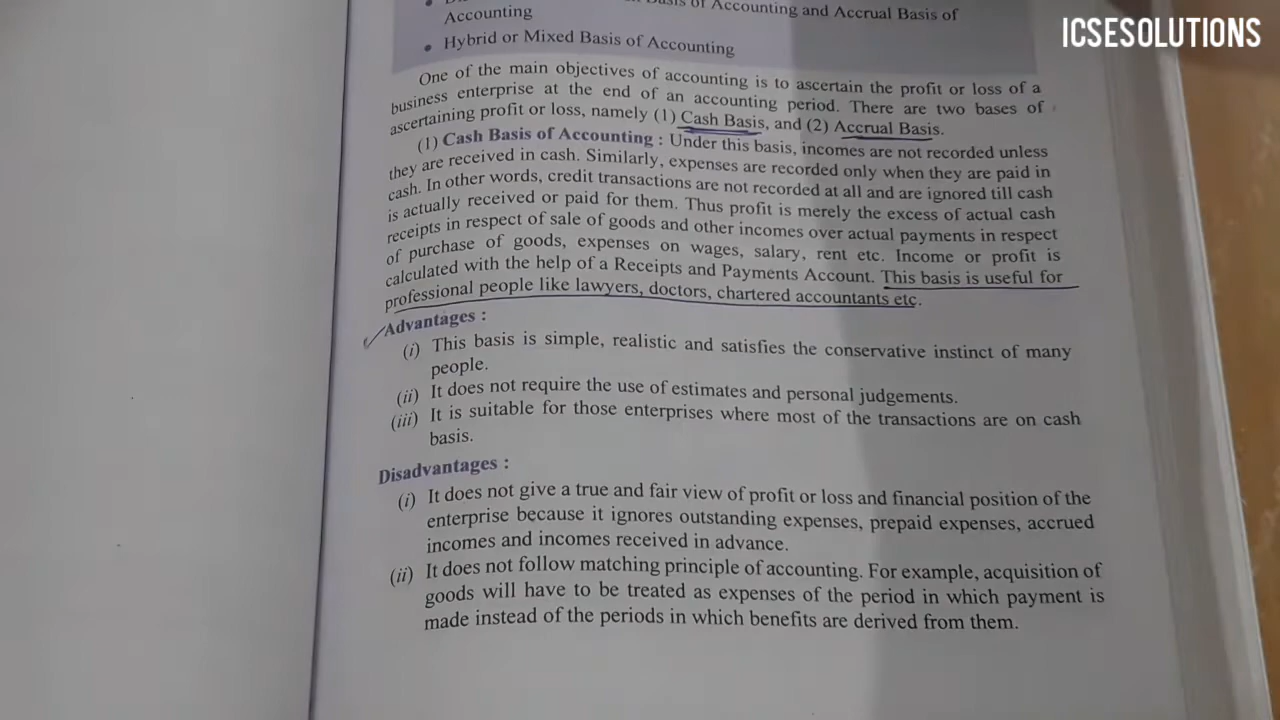 ICSESOLUTIONS
of Accounting and Accrual Basis of
Accounting
• Hybrid or Mixed Basis of Accounting
One of the main objectives of accounting is to ascertain the profit or loss of a
business enterprise at the end of an accounting period. There are two bases of
ascertaining profit or loss, namely (1) Cash Basis, and (2) Accrual Basis.
(1) Cash Basis of Accounting : Under this basis, incomes are not recorded unless
they are received in cash. Similarly, expenses are recorded only when they are paid in
cash. In other words, credit transactions are not recorded at all and are ignored till cash
is actually received or paid for them. Thus profit is merely the excess of actual cash
receipts in respect of sale of goods and other incomes over actual payments in respect
of purchase of goods, expenses on wages, salary, rent etc. Income or profit is
calculated with the help of a Receipts and Payments Account. This basis is useful for
professional people like lawyers, doctors, chartered accountants etc.
Advantages :
(i) This basis is simple, realistic and satisfies the conservative instinct of many
people.
(ii) It does not require the use of estimates and personal judgements.
(iii) It is suitable for those enterprises where most of the transactions are on cash
basis.
Disadvantages :
(i) It does not give a true and fair view of profit or loss and financial position of the
enterprise because it ignores outstanding expenses, prepaid expenses, accrued
incomes and incomes received in advance.
(ii) It does not follow matching principle of accounting. For example, acquisition of
goods will have to be treated as expenses of the period in which payment is
made instead of the periods in which benefits are derived from them.